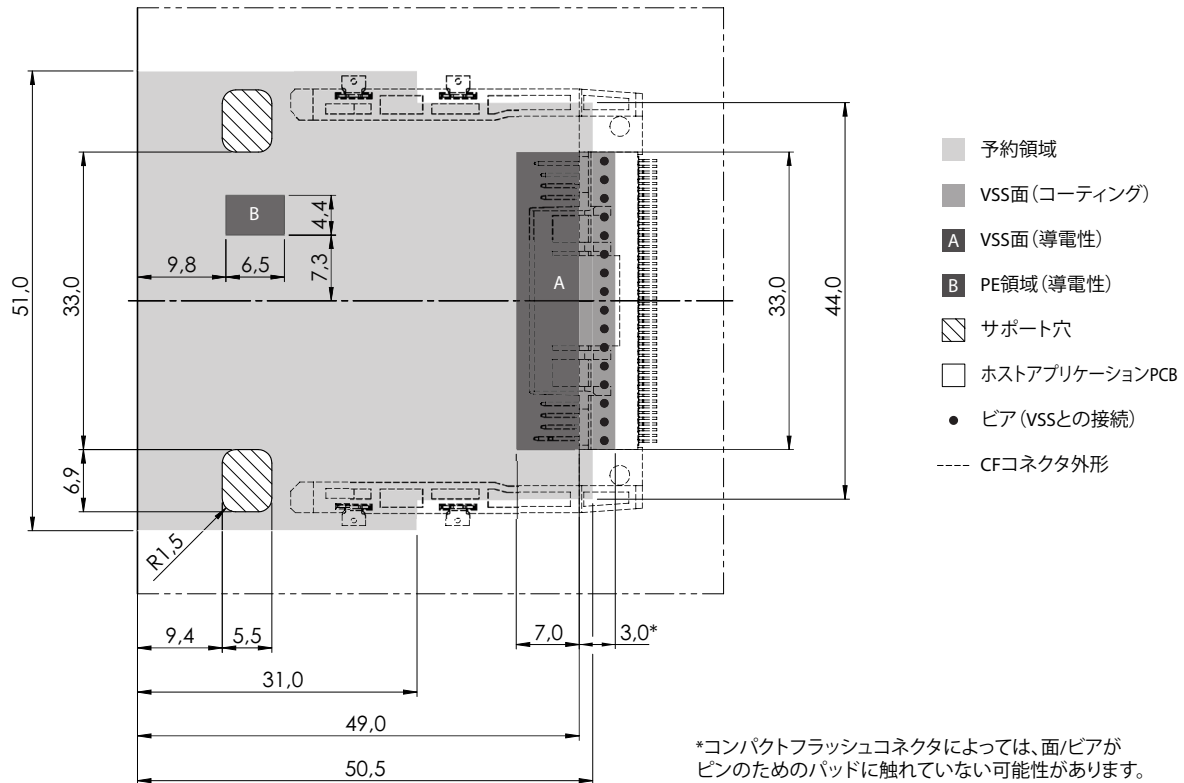 51,0
33,0
6,9
R1,5
9,4
5,5
31,0
49,0
50,5
9,8
6,5
B
4,4
7,3
A
7,0
3,0*
33,0
44,0
予約領域
VSS面（コーティング）
A VSS面（導電性）
B PE領域（導電性）
サポート穴
ホストアプリケーションPCB
ビア（VSSとの接続）
CFコネクタ外形
*コンパクトフラッシュコネクタによっては、面/ビアが
ピンのためのパッドに触れていない可能性があります。